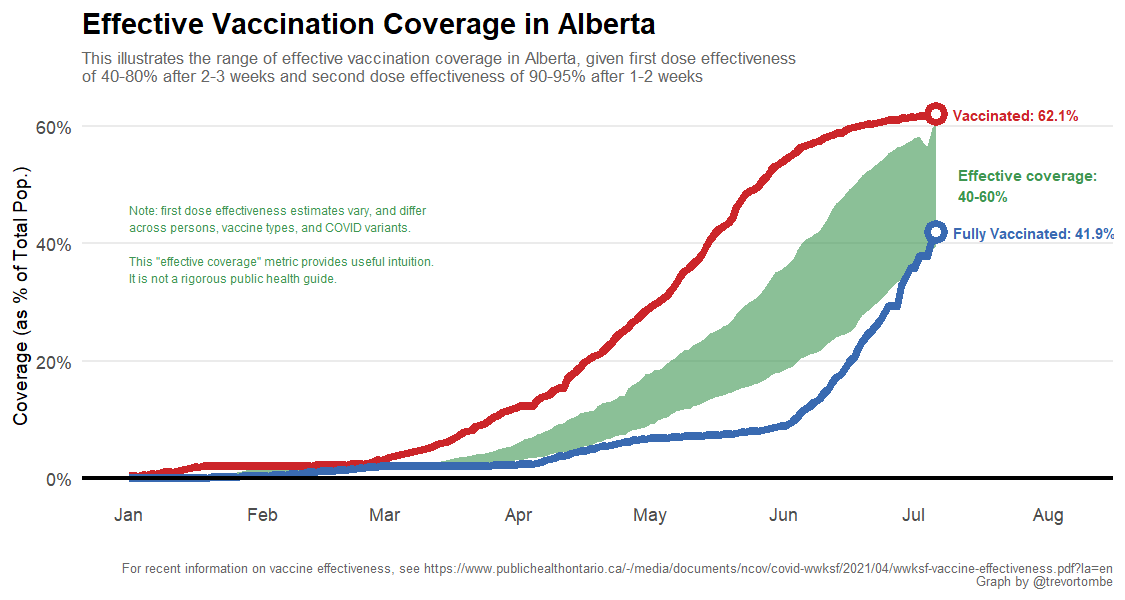 Effective Vaccination Coverage in Alberta
This illustrates the range of effective vaccination coverage in Alberta, given first dose effectiveness
of 40-80% after 2-3 weeks and second dose effectiveness of 90-95% after 1-2 weeks
Coverage (as % of Total Pop.)
60%
40%
20%
0%
Vaccinated: 62.1%
Effective coverage:
40-60%
Fully Vaccinated: 41.9%
Note: first dose effectiveness estimates vary, and differ
across persons, vaccine types, and COVID variants.
This "effective coverage" metric provides useful intuition.
It is not a rigorous public health guide.
Jan Feb Mar Apr May Jun Jul Aug
For recent information on vaccine effectiveness, see https://www.publichealthontario.ca/-/media/documents/ncov/covid-wwksf/2021/04/wwksf-vaccine-effectiveness.pdf?la=en
Graph by @trevortombe